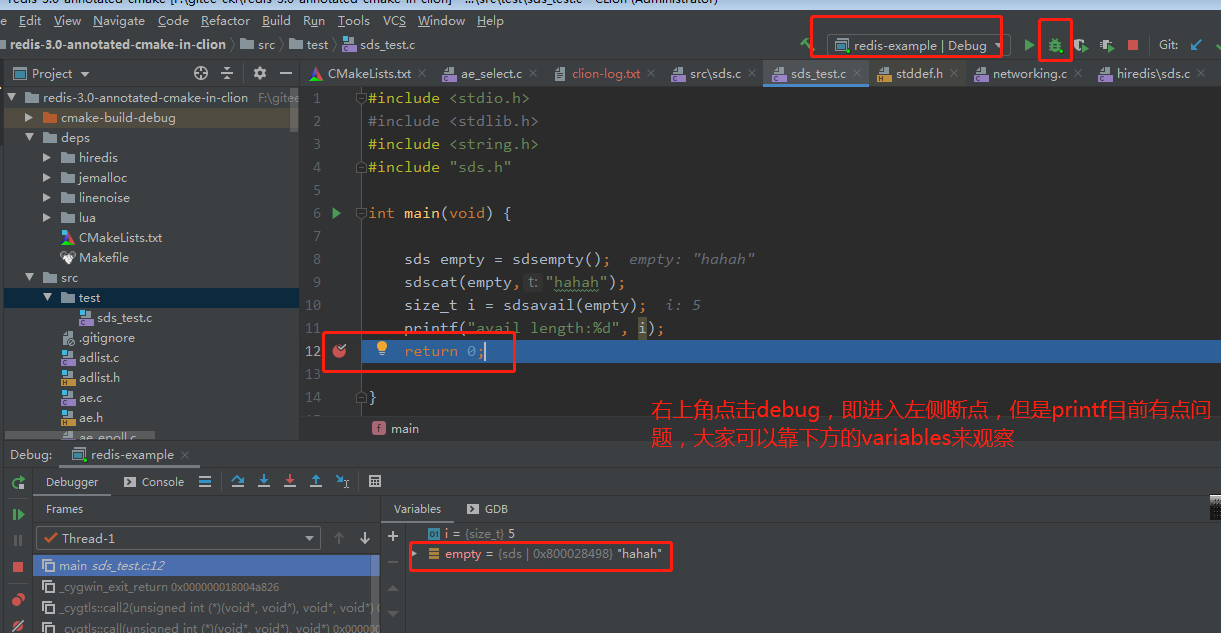 redis-3.0-annotated-cmake-in-clion [F:\gitee-ckl\redis-3.0-annotated-cmake-in-clion] - ...\src\test\sds_test.c - CLion (Administrator)
e Edit View Navigate Code Refactor Build Run Tools VCS Window Help
redis-3.0-annotated-cmake-in-clion src test sds_test.c redis-example | Debug Git:
Project CMakeLists.txt ae_select.c clion-log.txt src\sds.c sds_test.c stddef.h networking.c hiredis\sds.c
redis-3.0-annotated-cmake-in-clion F:\gitee
cmake-build-debug
deps
hiredis
jemalloc
linenoise
lua
CMakeLists.txt
Makefile
src
test
sds_test.c
.gitignore
adlist.c
adlist.h
ae.c
ae.h
ae_epoll.c
1 #include <stdio.h>
2 #include <stdlib.h>
3 #include <string.h>
4 #include "sds.h"
5
6 int main(void) {
7
8 sds empty = sdsempty(); empty: "hahah"
9 sdscat(empty, t: "hahah");
10 size_t i = sdsavail(empty); i: 5
11 printf("avail length:%d", i);
12 return 0;
13
14 }
右上角点击debug，即进入左侧断点，但是printf目前有点问
题，大家可以靠下方的variables来观察
f main
Debug: redis-example
Debugger Console
Frames
Thread-1
main sds_test.c:12
_cygwin_exit_return 0x000000018004a826
_cygtls::call2(unsigned int (*)(void*, void*), void*, void*)
_cygtls::call(unsigned int (*)(void*, void*), void*) 0x00000
Variables GDB
01 i = {size_t} 5
empty = {sds | 0x800028498} "hahah"